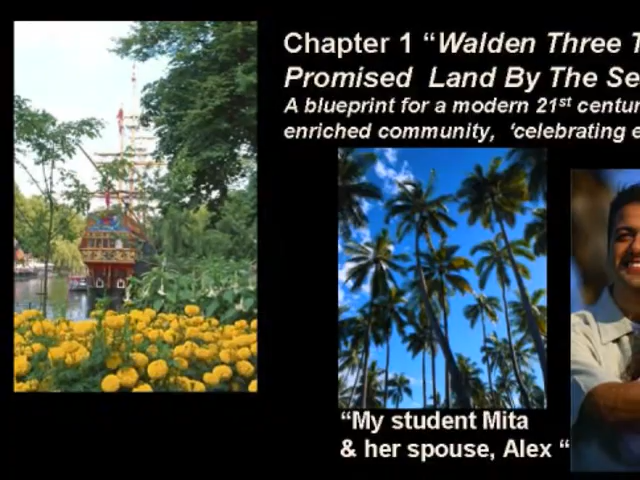 Chapter 1 “Walden Three T
Promised Land By The Se
A blueprint for a modern 21st centur
enriched community, ‘celebrating e
“My student Mita
& her spouse, Alex “